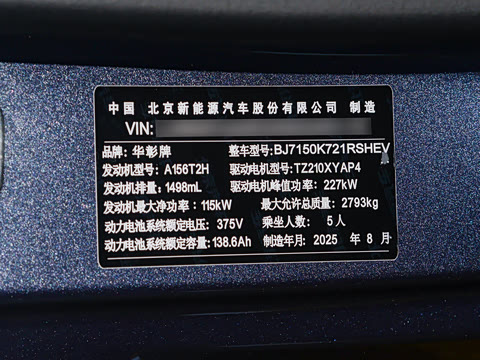 中国 北京新能源汽车股份有限公司 制造
VIN:
品牌: 华彰牌 整车型号:BJ7150K721RSHEV
发动机型号: A156T2H 驱动电机型号:TZ210XYAP4
发动机排量: 1498mL 驱动电机峰值功率: 227kW
发动机最大净功率: 115kW 最大允许总质量: 2793kg
动力电池系统额定电压: 375V 乘坐人数: 5人
动力电池系统额定容量:138.6Ah 制造年月: 2025 年 8 月